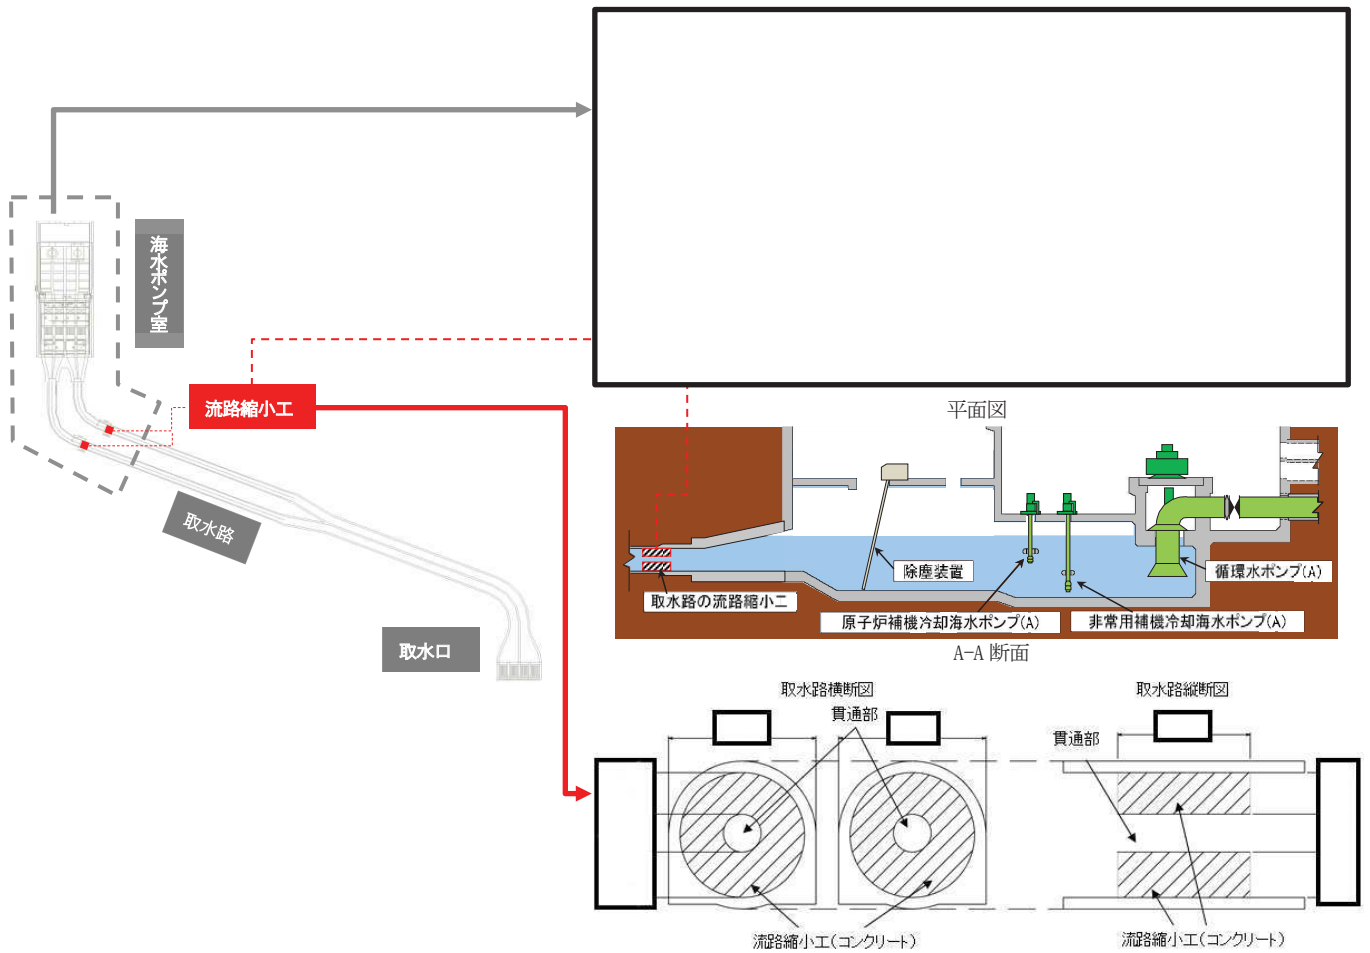 海水ポンプ室
流路縮小工
取水路
取水口
平面図
除塵装置
循環水ポンプ(A)
取水路の流路縮小二
原子炉補機冷却海水ポンプ(A)
非常用補機冷却海水ポンプ(A)
A-A 断面
取水路横断図
取水路縦断図
貫通部
貫通部
流路縮小工(コンクリート)
流路縮小工(コンクリート)